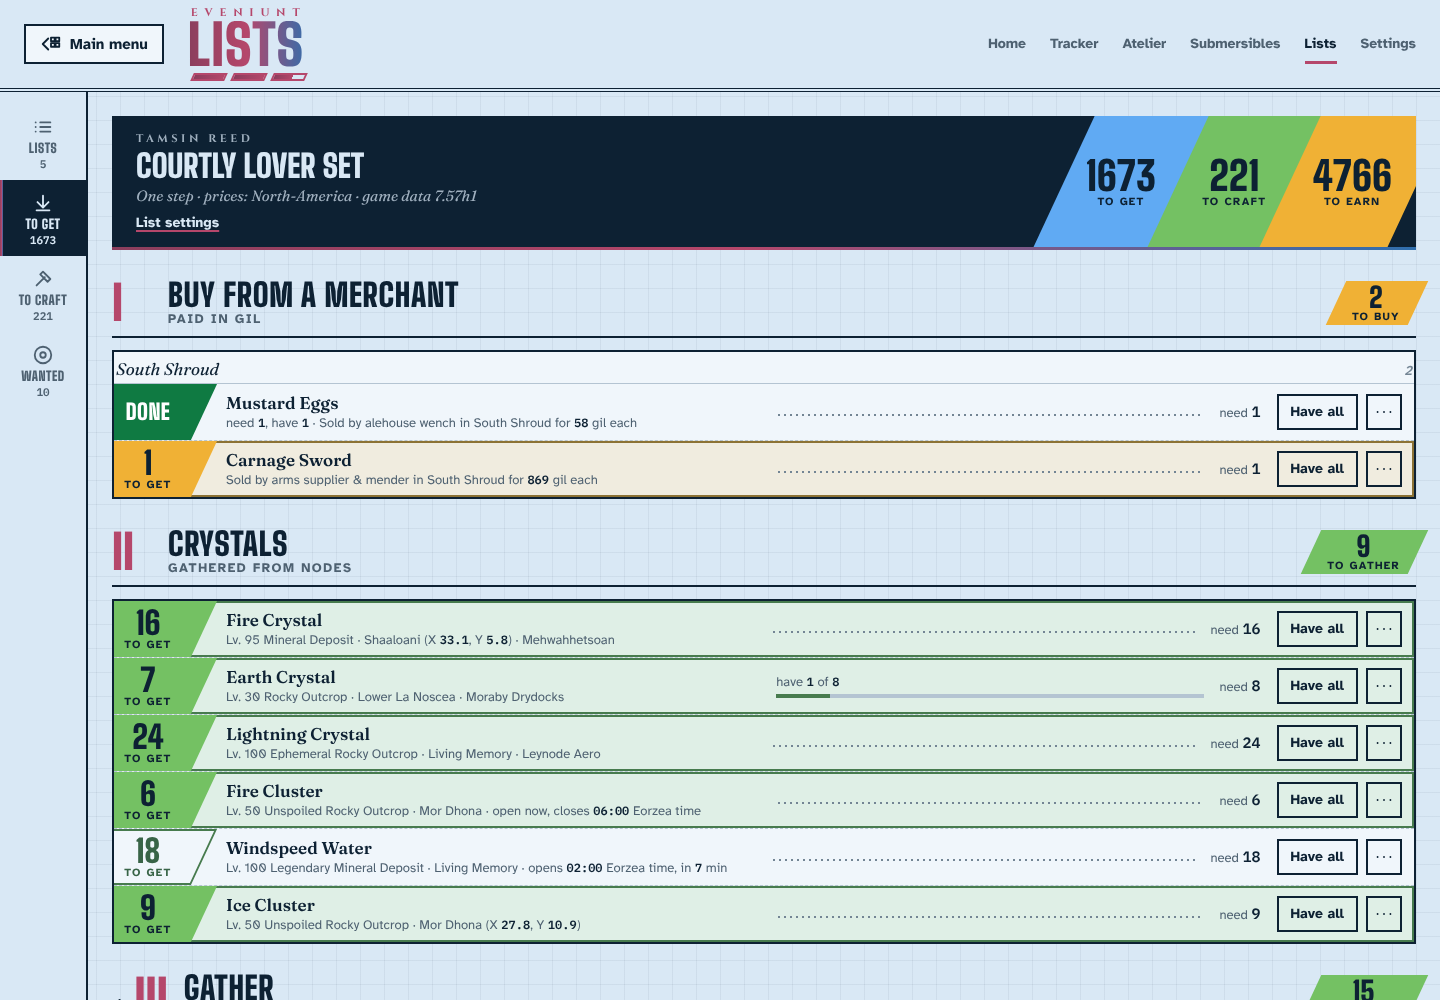 Main menu
EVENIUNT
LISTS
Home
Tracker
Atelier
Submersibles
Lists
Settings
LISTS
5
TO GET
1673
TO CRAFT
221
WANTED
10
TAMSIN REED
COURTLY LOVER SET
One step · prices: North-America · game data 7.57h1
List settings
1673
TO GET
221
TO CRAFT
4766
TO EARN
I
BUY FROM A MERCHANT
PAID IN GIL
2
TO BUY
South Shroud
2
DONE
Mustard Eggs
need 1, have 1 · Sold by alehouse wench in South Shroud for 58 gil each
need 1
Have all
...
1
TO GET
Carnage Sword
Sold by arms supplier & mender in South Shroud for 869 gil each
need 1
Have all
...
II
CRYSTALS
GATHERED FROM NODES
9
TO GATHER
16
TO GET
Fire Crystal
Lv. 95 Mineral Deposit · Shaaloani (X 33.1, Y 5.8) · Mehwahhetsoan
need 16
Have all
...
7
TO GET
Earth Crystal
Lv. 30 Rocky Outcrop · Lower La Noscea · Moraby Drydocks
have 1 of 8
need 8
Have all
...
24
TO GET
Lightning Crystal
Lv. 100 Ephemeral Rocky Outcrop · Living Memory · Leynode Aero
need 24
Have all
...
6
TO GET
Fire Cluster
Lv. 50 Unspoiled Rocky Outcrop · Mor Dhona · open now, closes 06:00 Eorzea time
need 6
Have all
...
18
TO GET
Windspeed Water
Lv. 100 Legendary Mineral Deposit · Living Memory · opens 02:00 Eorzea time, in 7 min
need 18
Have all
...
9
TO GET
Ice Cluster
Lv. 50 Unspoiled Rocky Outcrop · Mor Dhona (X 27.8, Y 10.9)
need 9
Have all
...
III
GATHER
15